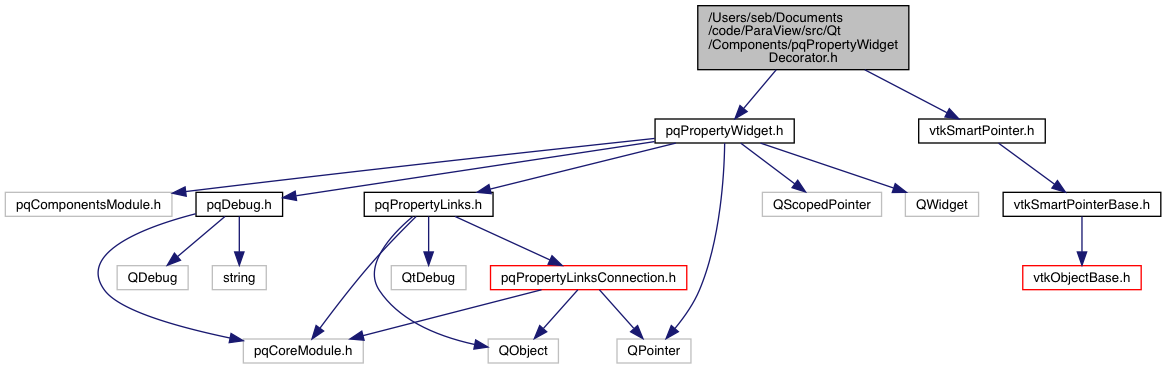 /Users/seb/Documents
/code/ParaView/src/Qt
/Components/pqPropertyWidget
Decorator.h
pqPropertyWidget.h
vtkSmartPointer.h
pqComponentsModule.h
pqDebug.h
pqPropertyLinks.h
QScopedPointer
QWidget
vtkSmartPointerBase.h
QDebug
string
QtDebug
pqPropertyLinksConnection.h
vtkObjectBase.h
pqCoreModule.h
QObject
QPointer